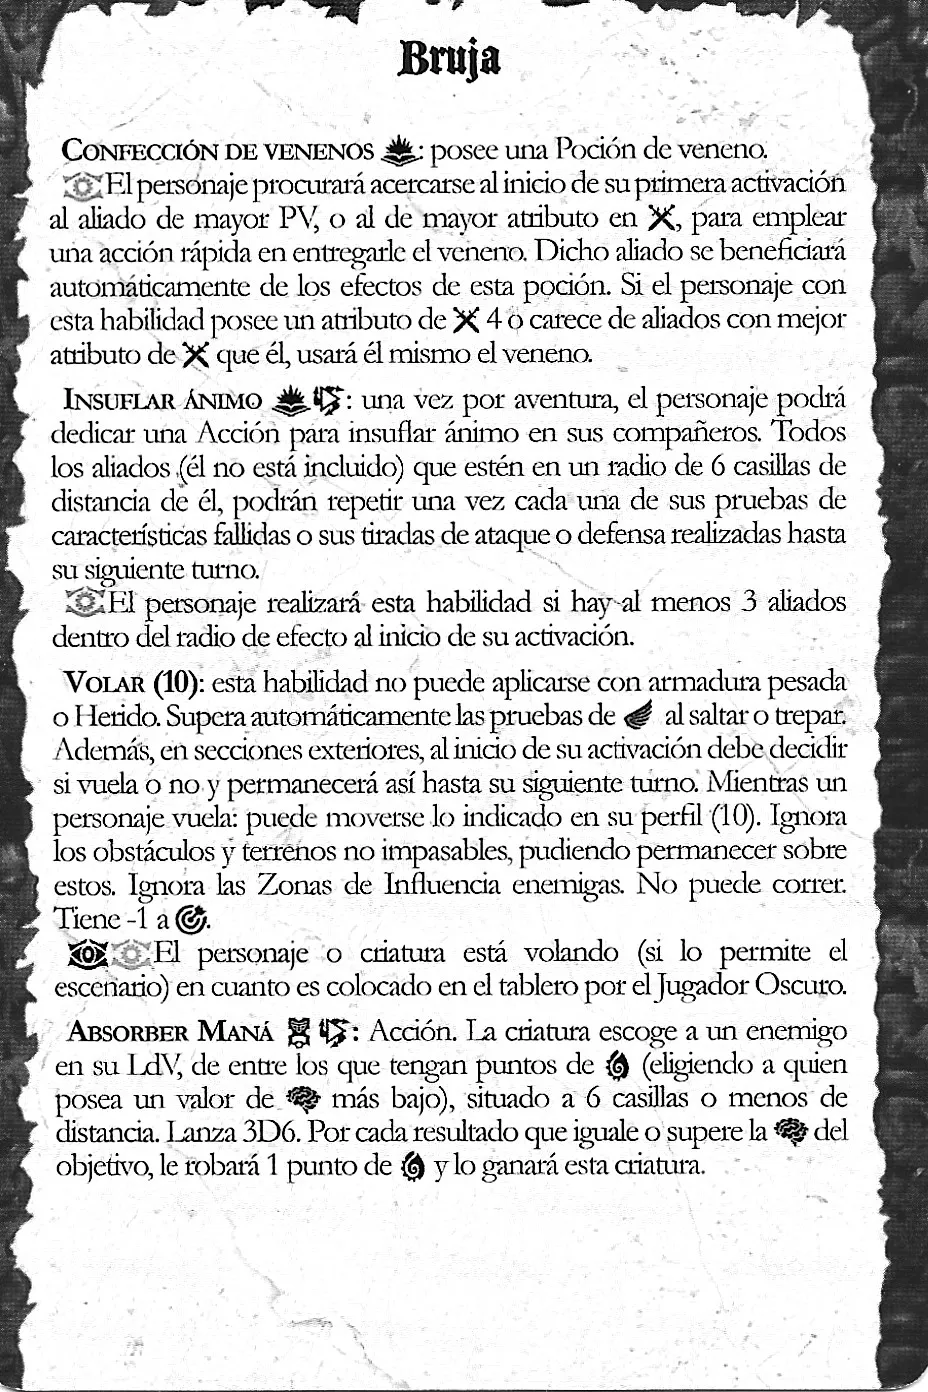 Bruja
CONFECCIÓN DE VENENOS : posee una Poción de veneno.
El personaje procurará acercarse al inicio de su primera activación
al aliado de mayor PV, o al de mayor atributo en , para emplear
una acción rápida en entregarle el veneno. Dicho aliado se beneficiará
automáticamente de los efectos de esta poción. Si el personaje con
esta habilidad posee un atributo de 4 o carece de aliados con mejor
atributo de que él, usará él mismo el veneno.
INSUFLAR ÁNIMO : una vez por aventura, el personaje podrá
dedicar una Acción para insuflar ánimo en sus compañeros. Todos
los aliados (él no está incluido) que estén en un radio de 6 casillas de
distancia de él, podrán repetir una vez cada una de sus pruebas de
características fallidas o sus tiradas de ataque o defensa realizadas hasta
su siguiente turno.
El personaje realizará esta habilidad si hay al menos 3 aliados
dentro del radio de efecto al inicio de su activación.
VOLAR (10): esta habilidad no puede aplicarse con armadura pesada
o Herido. Supera automáticamente las pruebas de al saltar o trepar.
Además, en secciones exteriores, al inicio de su activación debe decidir
si vuela o no y permanecerá así hasta su siguiente turno. Mientras un
personaje vuela: puede moverse lo indicado en su perfil (10). Ignora
los obstáculos y terrenos no impasables, pudiendo permanecer sobre
estos. Ignora las Zonas de Influencia enemigas. No puede correr.
Tiene -1 a .
El personaje o criatura está volando (si lo permite el
escenario) en cuanto es colocado en el tablero por el Jugador Oscuro.
ABSORBER MANÁ : Acción. La criatura escoge a un enemigo
en su LdV, de entre los que tengan puntos de (eligiendo a quien
posea un valor de más bajo), situado a 6 casillas o menos de
distancia. Lanza 3D6. Por cada resultado que iguale o supere la del
objetivo, le robará 1 punto de y lo ganará esta criatura.